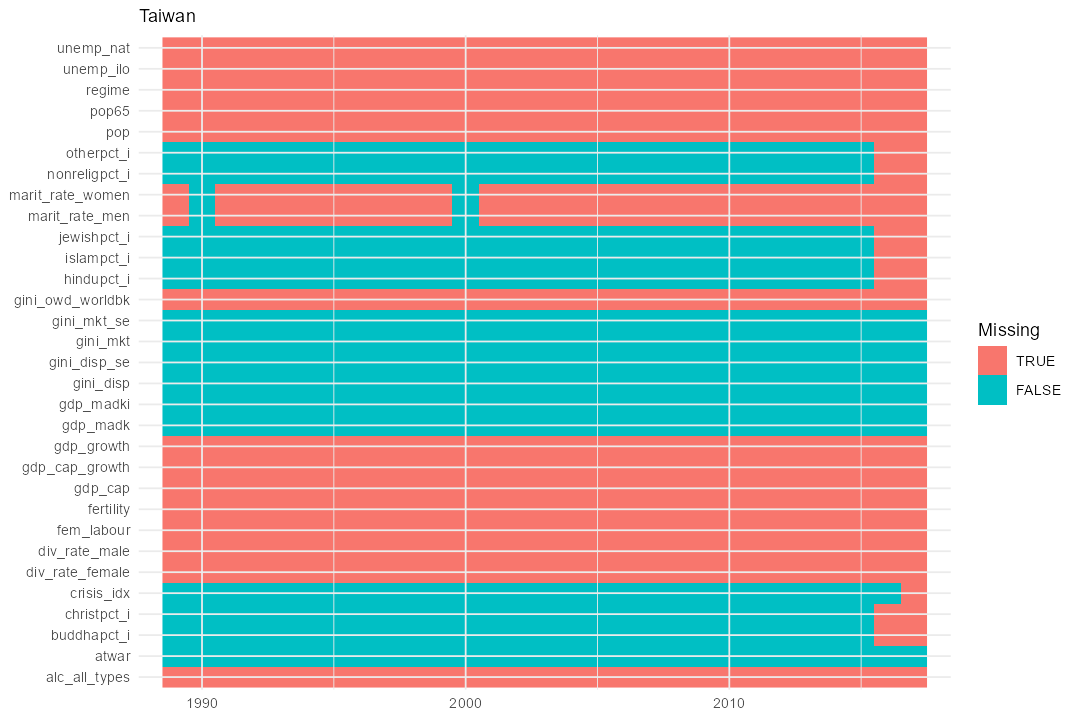 Taiwan
unemp_nat
unemp_ilo
regime
pop65
pop
otherpct_i
nonreligpct_i
marit_rate_women
marit_rate_men
jewishpct_i
islampct_i
hindupct_i
gini_owd_worldbk
gini_mkt_se
gini_mkt
gini_disp_se
gini_disp
gdp_madki
gdp_madk
gdp_growth
gdp_cap_growth
gdp_cap
fertility
fem_labour
div_rate_male
div_rate_female
crisis_idx
christpct_i
buddhapct_i
atwar
alc_all_types
1990 2000 2010
Missing
TRUE
FALSE